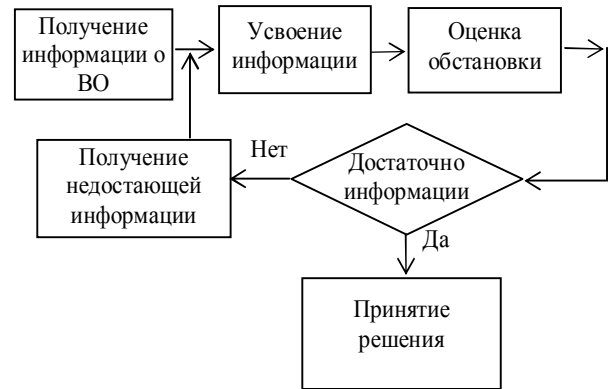 Получение
информации о
ВО
Усвоение
информации
Оценка
обстановки
Получение
недостающей
информации
Нет
Достаточно
информации
Да
Принятие
решения